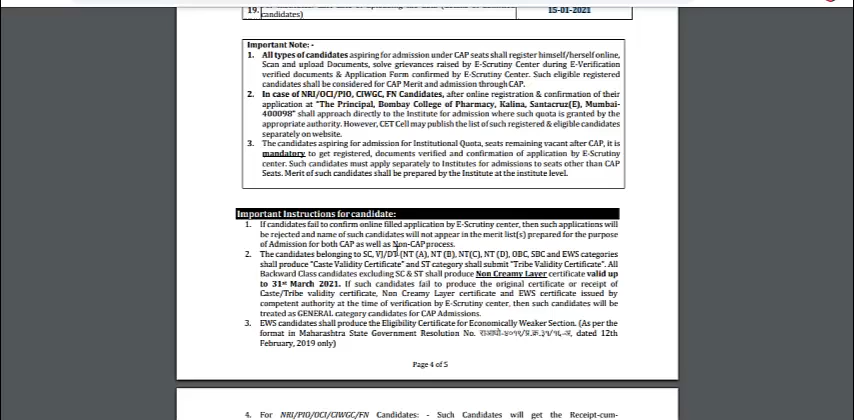 19.
candidates)
15-01-2021
Important Note: -
1. All types of candidates aspiring for admission under CAP seats shall register himself/herself online,
Scan and upload Documents, solve grievances raised by E-Scrutiny Center during E-Verification
verified documents & Application Form confirmed by E-Scrutiny Center. Such eligible registered
candidates shall be considered for CAP Merit and admission through CAP.
2. In case of NRI/OCI/PIO, CIWGC, FN Candidates, after online registration & confirmation of their
application at "The Principal, Bombay College of Pharmacy, Kalina, Santacruz(E), Mumbai-
400098" shall approach directly to the Institute for admission where such quota is granted by the
appropriate authority. However, CET Cell may publish the list of such registered & eligible candidates
separately on website.
3. The candidates aspiring for admission for Institutional Quota, seats remaining vacant after CAP, it is
mandatory to get registered, documents verified and confirmation of application by E-Scrutiny
center. Such candidates must apply separately to Institutes for admissions to seats other than CAP
Seats. Merit of such candidates shall be prepared by the Institute at the institute level.
Important Instructions for candidate:
1. If candidates fail to confirm online filled application by E-Scrutiny center, then such applications will
be rejected and name of such candidates will not appear in the merit list(s) prepared for the purpose
of Admission for both CAP as well as Non-CAP process.
2. The candidates belonging to SC, VJ/DT (NT (A), NT (B), NT(C), NT (D), OBC, SBC and EWS categories
shall produce "Caste Validity Certificate" and ST category shall submit "Tribe Validity Certificate". All
Backward Class candidates excluding SC & ST shall produce Non Creamy Layer certificate valid up
to 31st March 2021. If such candidates fail to produce the original certificate or receipt of
Caste/Tribe validity certificate, Non Creamy Layer certificate and EWS certificate issued by
competent authority at the time of verification by E-Scrutiny center, then such candidates will be
treated as GENERAL category candidates for CAP Admissions.
3. EWS candidates shall produce the Eligibility Certificate for Economically Weaker Section. (As per the
format in Maharashtra State Government Resolution No. dated 12th
February, 2019 only)
Page 4 of 5
4. For NRI/PIO/OCI/CIWGC/FN Candidates: - Such Candidates will get the Receipt-cum-